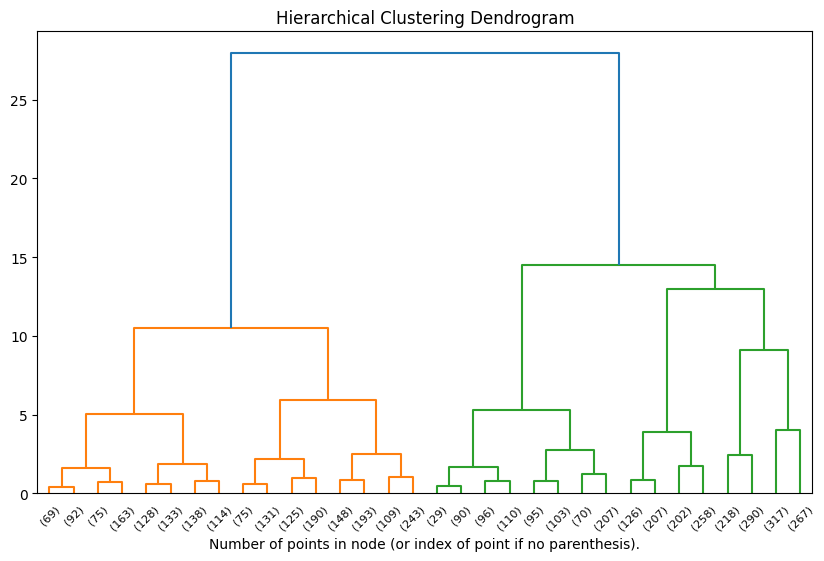 Hierarchical Clustering Dendrogram
25
20
15
10
5
0
(69) (92) (75) (163) (128) (133) (138) (114) (75) (131) (125) (190) (148) (193) (109) (243) (29) (90) (96) (110) (95) (103) (70) (207) (126) (207) (202) (258) (218) (290) (317) (267)
Number of points in node (or index of point if no parenthesis).